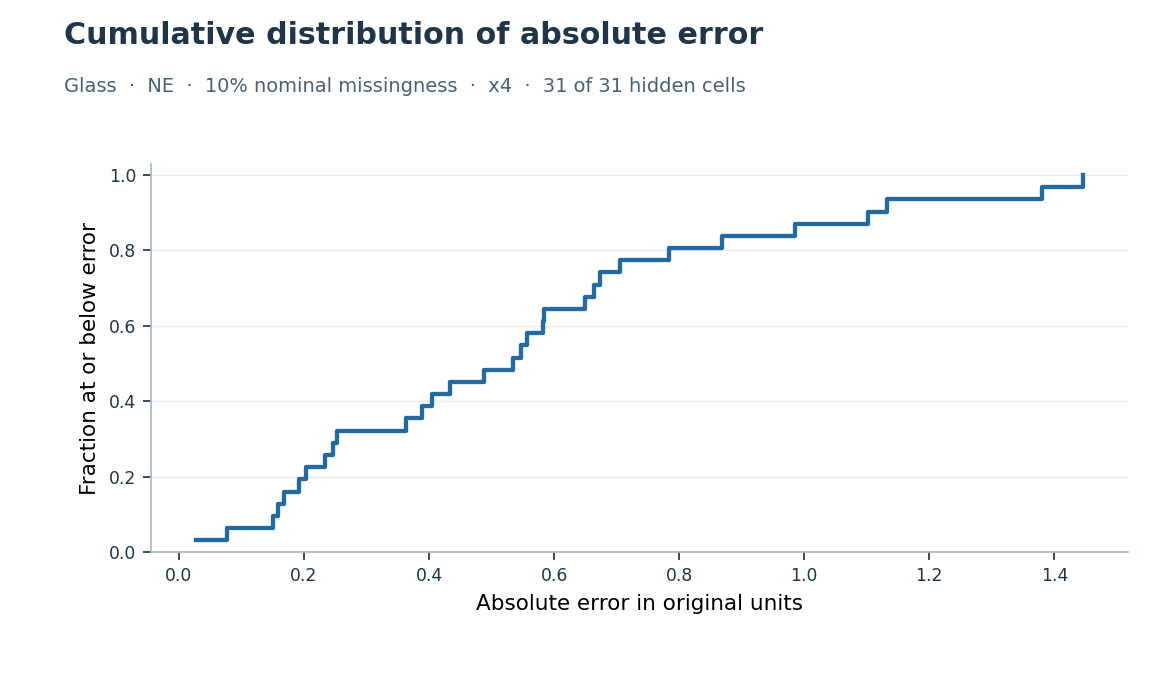 Cumulative distribution of absolute error
Glass · NE · 10% nominal missingness · x4 · 31 of 31 hidden cells
1.0
0.8
0.6
0.4
0.2
0.0
Fraction at or below error
0.0 0.2 0.4 0.6 0.8 1.0 1.2 1.4
Absolute error in original units